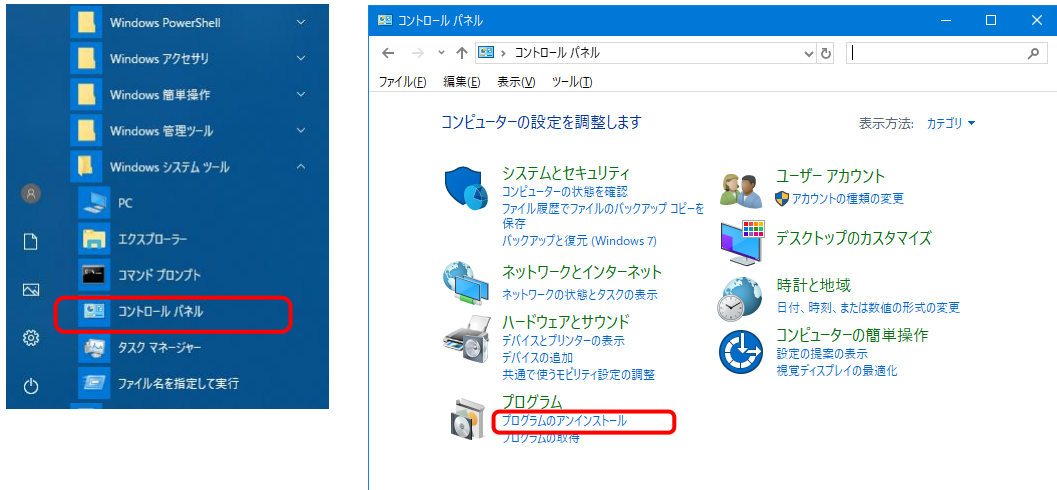 Windows PowerShell
Windows アクセサリ
Windows 簡単操作
Windows 管理ツール
Windows システム ツール
PC
エクスプローラー
コマンド プロンプト
コントロール パネル
タスク マネージャー
ファイル名を指定して実行
コントロール パネル
コントロール パネル
ファイル(F) 編集(E) 表示(V) ツール(T)
コンピューターの設定を調整します
表示方法: カテゴリ
システムとセキュリティ
コンピューターの状態を確認
ファイル履歴でファイルのバックアップ コピーを
保存
バックアップと復元 (Windows 7)
ネットワークとインターネット
ネットワークの状態とタスクの表示
ハードウェアとサウンド
デバイスとプリンターの表示
デバイスの追加
共通で使うモビリティ設定の調整
プログラム
プログラムのアンインストール
プログラムの取得
ユーザー アカウント
アカウントの種類の変更
デスクトップのカスタマイズ
時計と地域
日付、時刻、または数値の形式の変更
コンピューターの簡単操作
設定の提案の表示
視覚ディスプレイの最適化